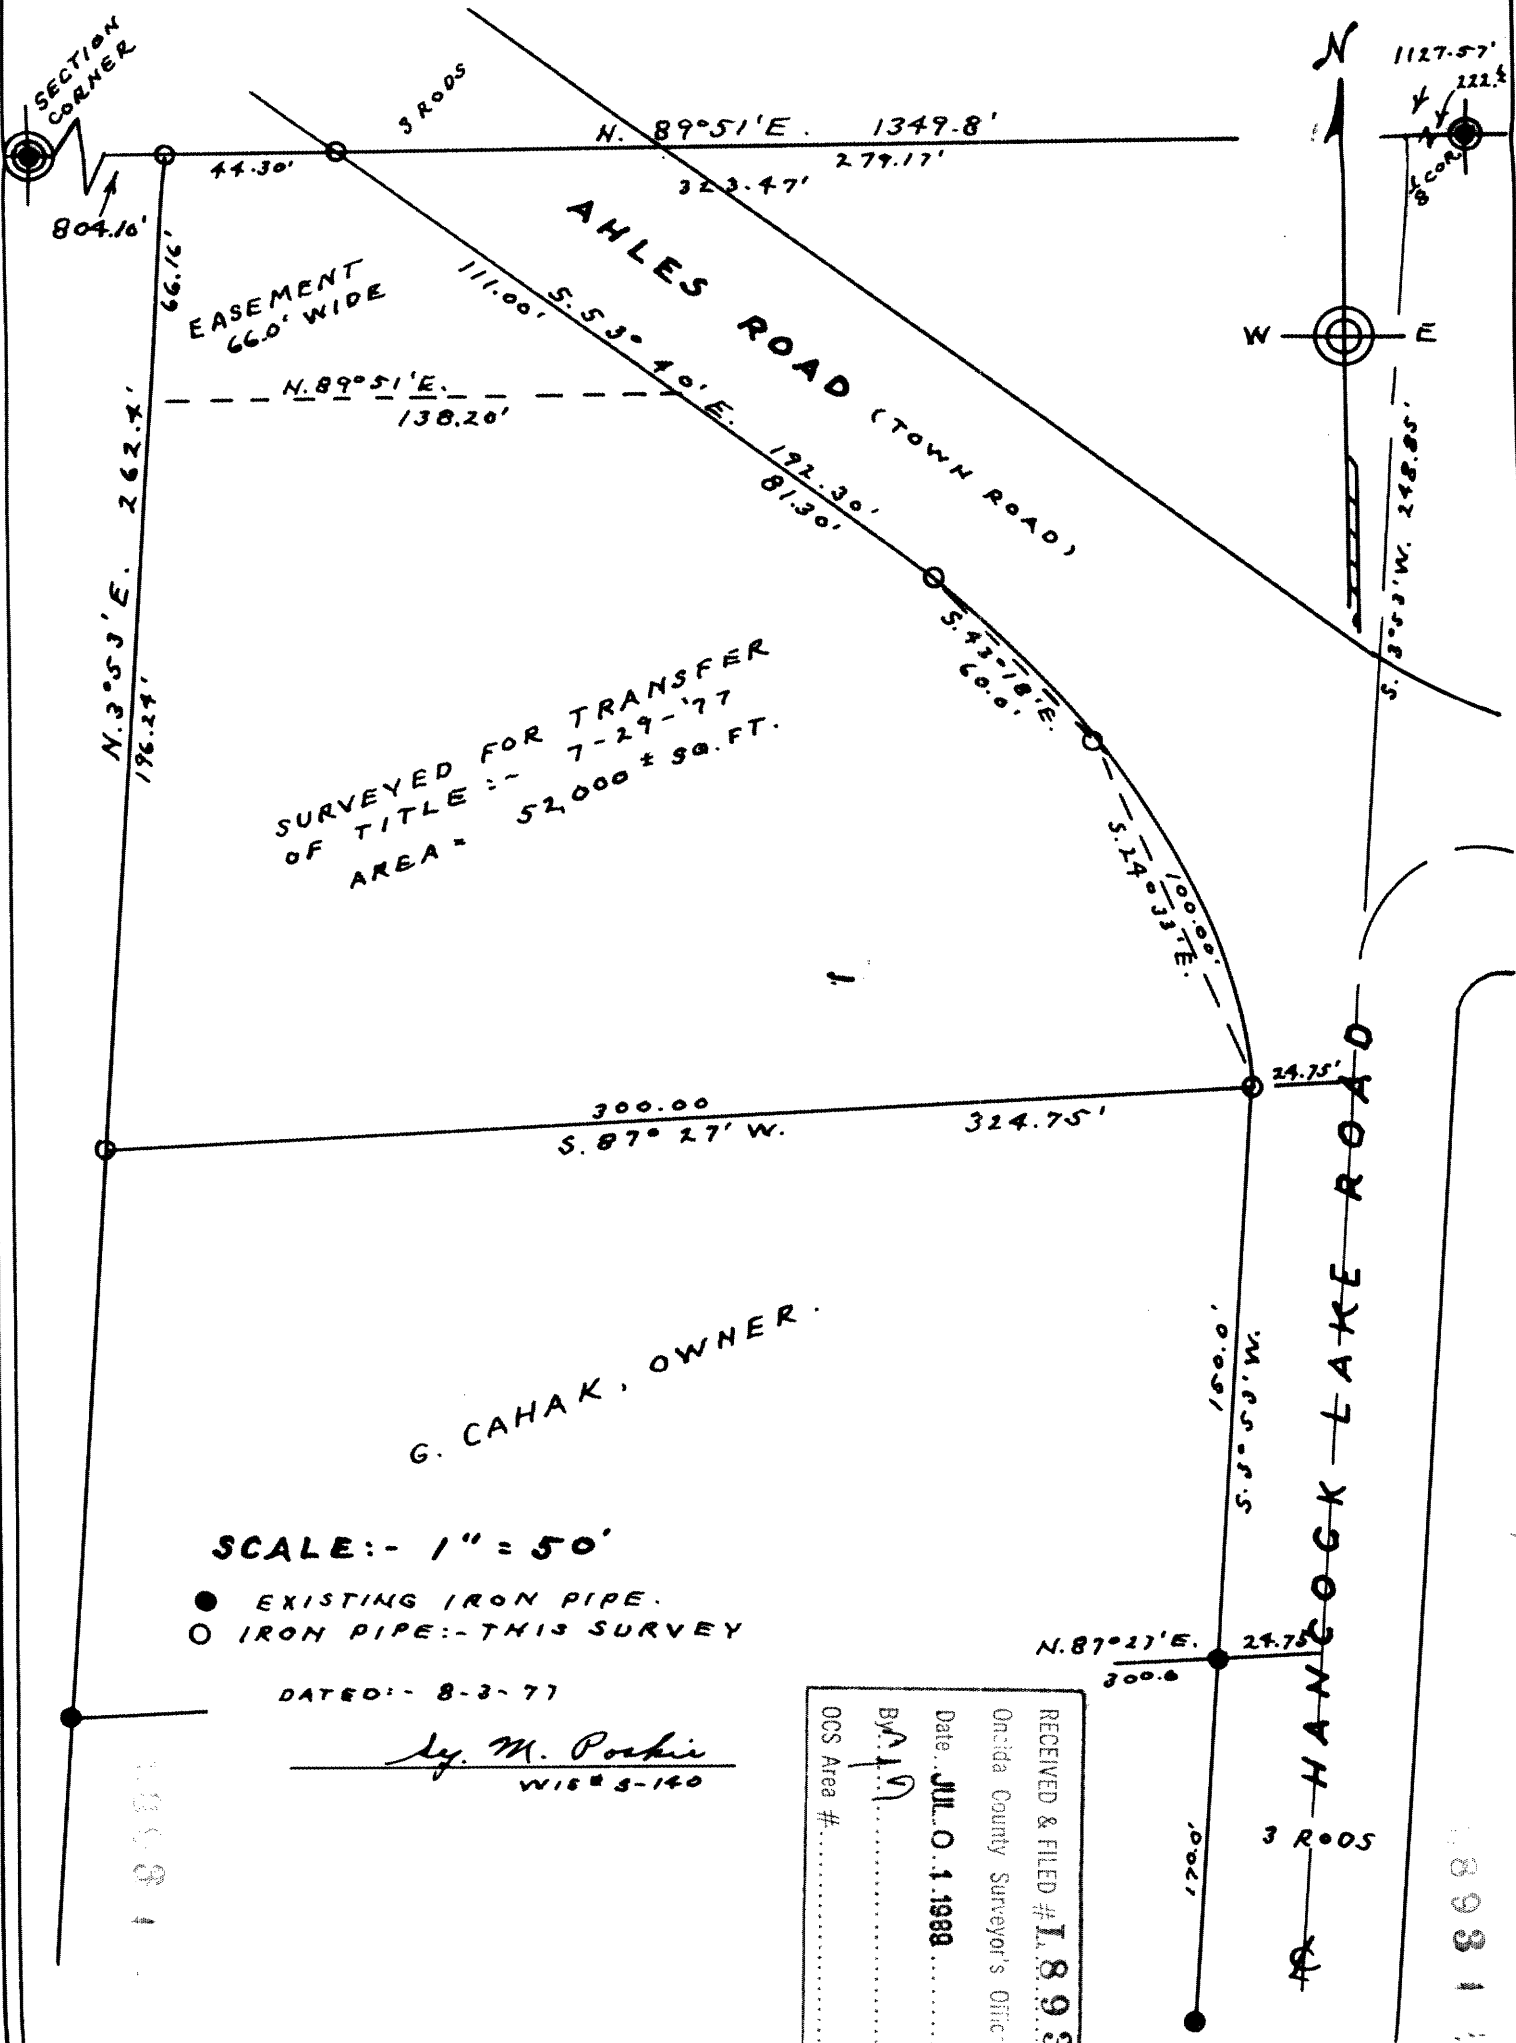 SECTION
CORNER
3 RODS
N. 89°51'E. 1349.8'
44.30'
279.17'
323.47'
804.10'
N
1127.57'
1/8 COR.
W E
AHLES ROAD (TOWN ROAD)
66.16'
EASEMENT
66.0' WIDE
111.00'
S. 53° 40' E. 192.30'
81.30'
N. 89°51'E.
138.20'
N. 3°53'E. 262.4'
196.24'
S. 3°53'W. 248.85'
S. 43°18'E.
60.0'
SURVEYED FOR TRANSFER
OF TITLE:- 7-29-'77
AREA = 52,000 ± SQ. FT.
100.00'
S. 24°33'E.
24.75'
300.00
324.75'
S. 87° 27' W.
HANCOCK LAKE ROAD
150.0'
S. 3° 53' W.
G. CAHAK, OWNER.
SCALE:- 1" = 50'
EXISTING IRON PIPE.
IRON PIPE:- THIS SURVEY
N. 87°27'E. 24.75'
300.0
DATED:- 8-3-77
Sy. M. Poskie
WIS # S-140
170.0'
3 RODS
RECEIVED & FILED #
Oneida County Surveyor's Offic
Date JUL 0 1 1988
By
OCS Area #